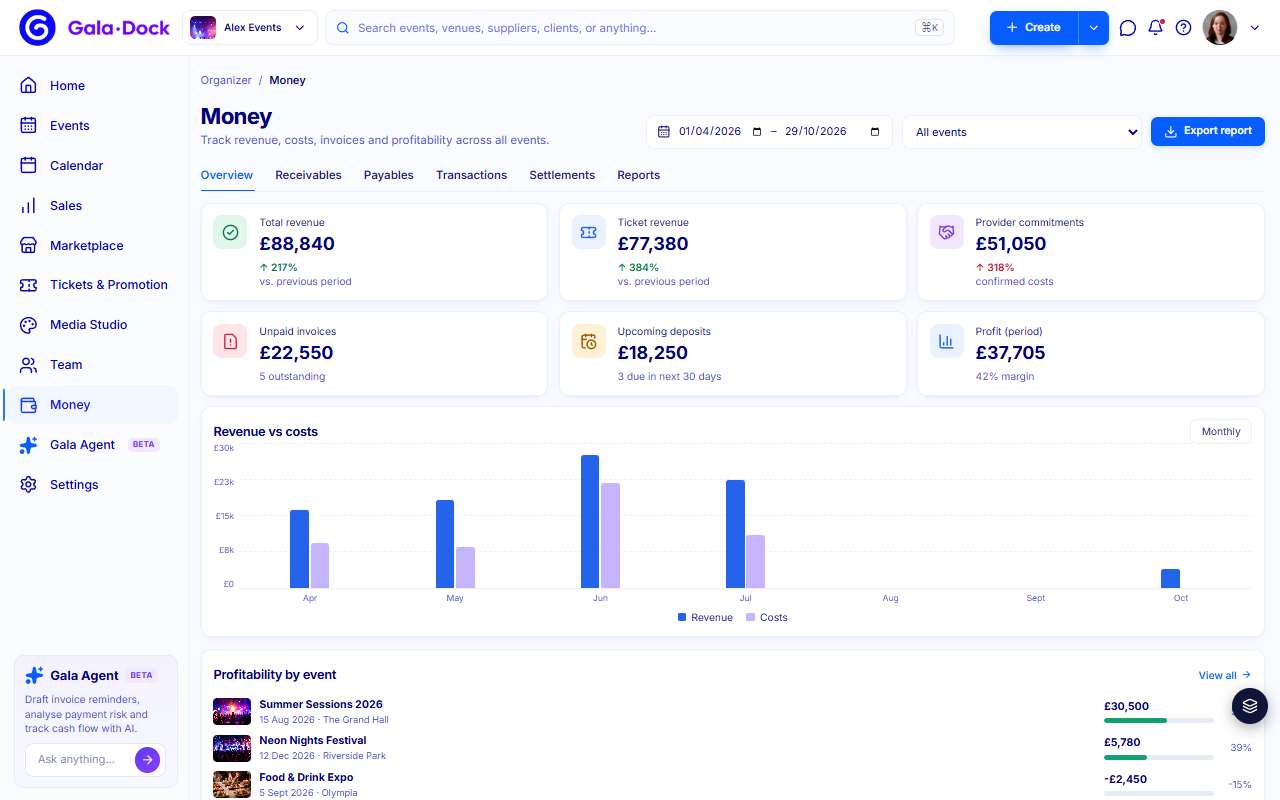 Gala·Dock
Alex Events
Search events, venues, suppliers, clients, or anything...
⌘K
+ Create
Home
Events
Calendar
Sales
Marketplace
Tickets & Promotion
Media Studio
Team
Money
Gala Agent BETA
Settings
Gala Agent BETA
Draft invoice reminders,
analyse payment risk and
track cash flow with AI.
Ask anything...
Organizer / Money
Money
Track revenue, costs, invoices and profitability across all events.
01/04/2026 – 29/10/2026
All events
Export report
Overview Receivables Payables Transactions Settlements Reports
Total revenue
£88,840
↑ 217%
vs. previous period
Ticket revenue
£77,380
↑ 384%
vs. previous period
Provider commitments
£51,050
↑ 318%
confirmed costs
Unpaid invoices
£22,550
5 outstanding
Upcoming deposits
£18,250
3 due in next 30 days
Profit (period)
£37,705
42% margin
Revenue vs costs
Monthly
£30k
£23k
£15k
£8k
£0
Apr May Jun Jul Aug Sept Oct
Revenue Costs
Profitability by event
View all →
Summer Sessions 2026
15 Aug 2026 · The Grand Hall
£30,500
Neon Nights Festival
12 Dec 2026 · Riverside Park
£5,780
39%
Food & Drink Expo
5 Sept 2026 · Olympia
-£2,450
-15%